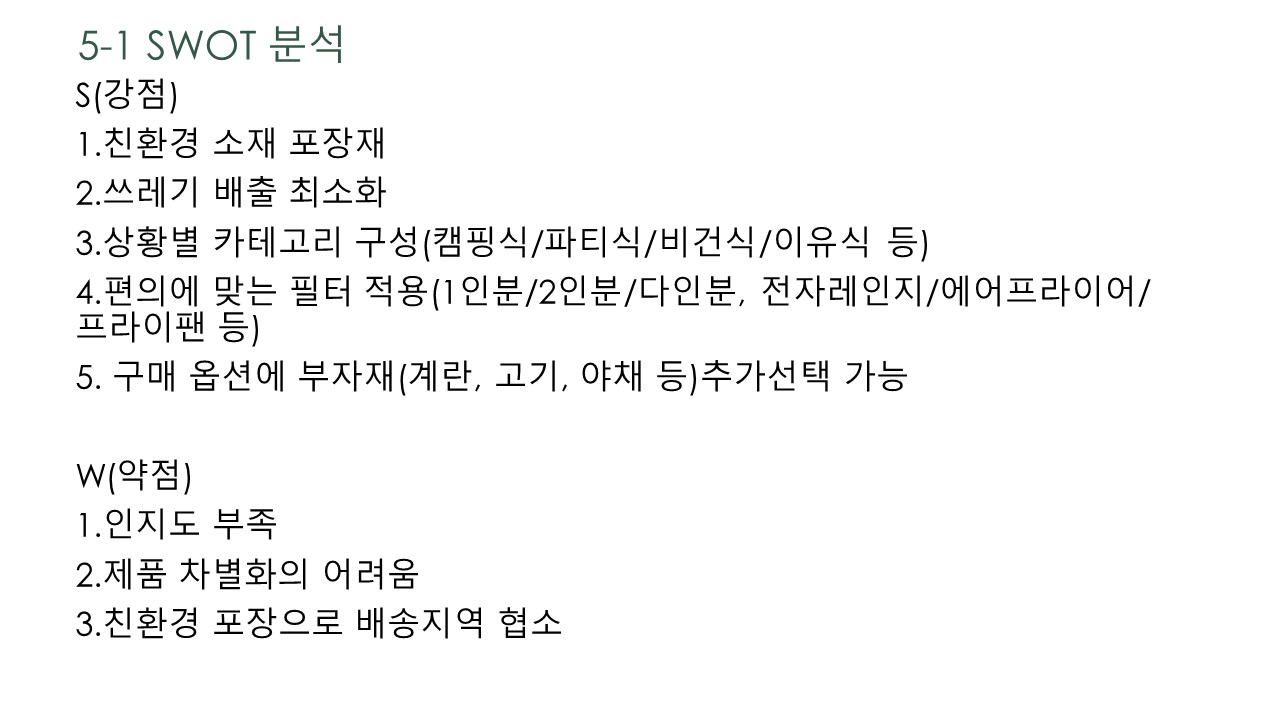 5-1 SWOT 분석
S(강점)
1.친환경 소재 포장재
2.쓰레기 배출 최소화
3.상황별 카테고리 구성(캠핑식/파티식/비건식/이유식 등)
4.편의에 맞는 필터 적용(1인분/2인분/다인분, 전자레인지/에어프라이어/
프라이팬 등)
5. 구매 옵션에 부자재(계란, 고기, 야채 등)추가선택 가능
W(약점)
1.인지도 부족
2.제품 차별화의 어려움
3.친환경 포장으로 배송지역 협소